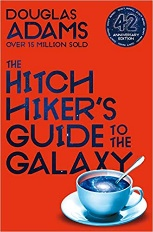 DOUGLAS
ADAMS
OVER 15 MILLION SOLD
42
ANNIVERSARY
EDITION
THE
HITCH
HIKER'S
GUIDE TO THE
GALAXY